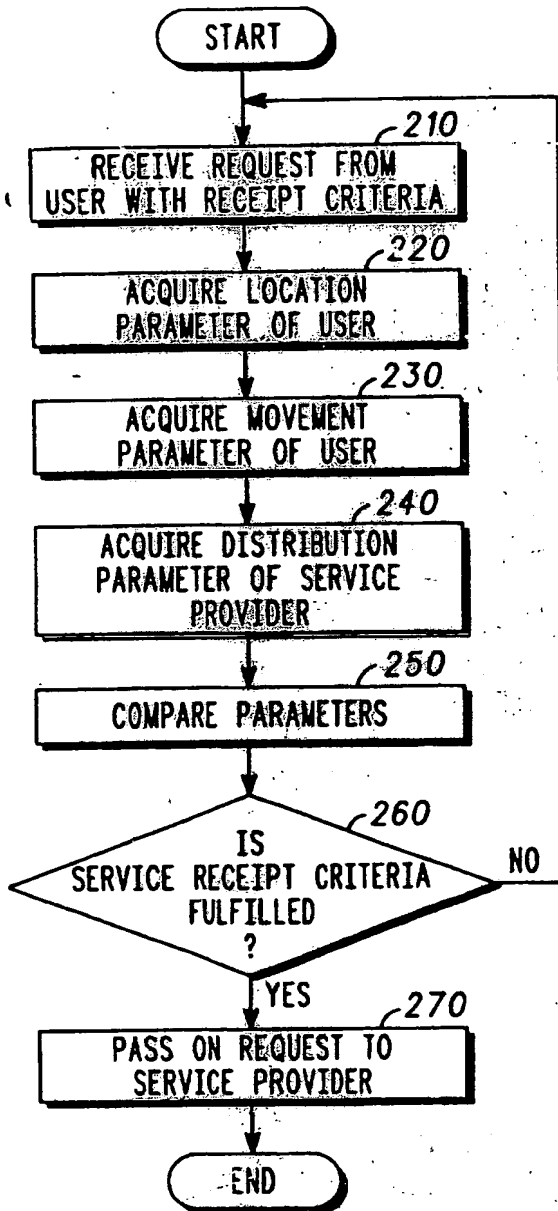 START
210
RECEIVE REQUEST FROM
USER WITH RECEIPT CRITERIA
220
ACQUIRE LOCATION
PARAMETER OF USER
230
ACQUIRE MOVEMENT
PARAMETER OF USER
240
ACQUIRE DISTRIBUTION
PARAMETER OF SERVICE
PROVIDER
250
COMPARE PARAMETERS
260
IS
SERVICE RECEIPT CRITERIA
FULFILLED
?
NO
YES
270
PASS ON REQUEST TO
SERVICE PROVIDER
END